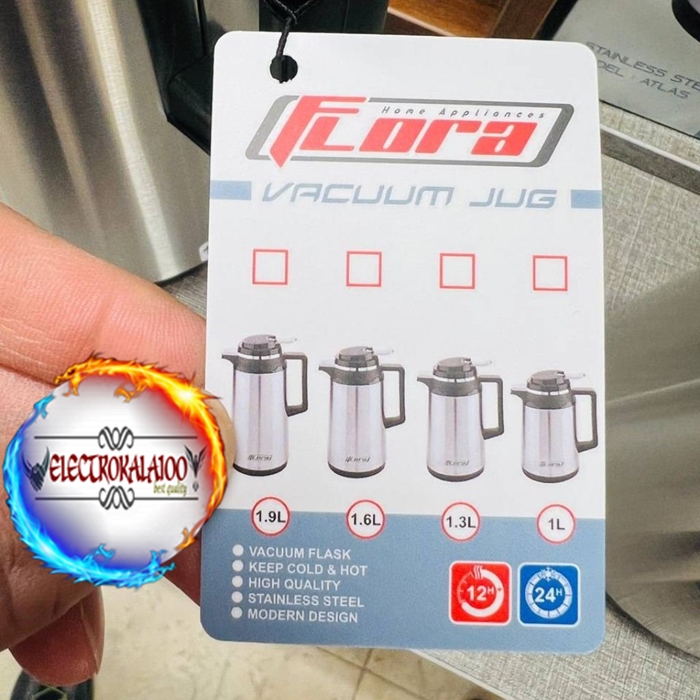 STAINLESS STE
DEL : ATLAS
Home Appliances
FLora
VACUUM JUG
1.9L
1.6L
1.3L
1L
ELECTROKALA100
best quality
VACUUM FLASK
KEEP COLD & HOT
HIGH QUALITY
STAINLESS STEEL
MODERN DESIGN
12H
24H